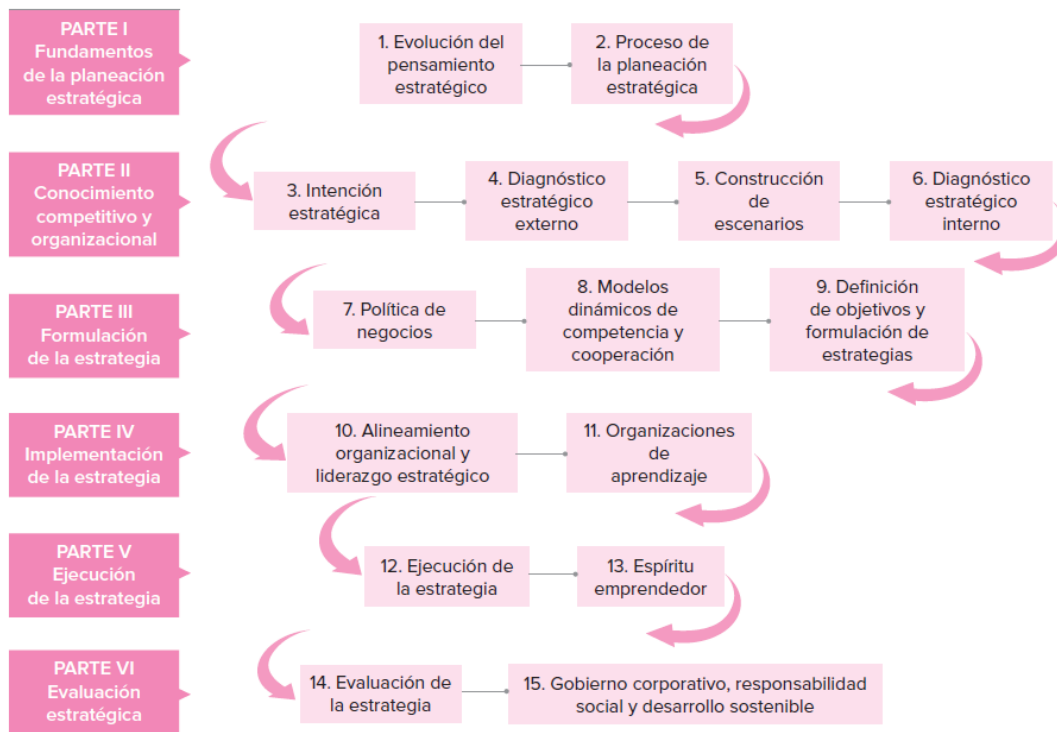 PARTE I
Fundamentos
de la planeación
estratégica
1. Evolución del
pensamiento
estratégico
2. Proceso de
la planeación
estratégica
PARTE II
Conocimiento
competitivo y
organizacional
3. Intención
estratégica
4. Diagnóstico
estratégico
externo
5. Construcción
de
escenarios
6. Diagnóstico
estratégico
interno
PARTE III
Formulación
de la estrategia
7. Política de
negocios
8. Modelos
dinámicos de
competencia y
cooperación
9. Definición
de objetivos y
formulación de
estrategias
PARTE IV
Implementación
de la estrategia
10. Alineamiento
organizacional y
liderazgo estratégico
11. Organizaciones
de
aprendizaje
PARTE V
Ejecución
de la estrategia
12. Ejecución de
la estrategia
13. Espíritu
emprendedor
PARTE VI
Evaluación
estratégica
14. Evaluación de
la estrategia
15. Gobierno corporativo, responsabilidad
social y desarrollo sostenible